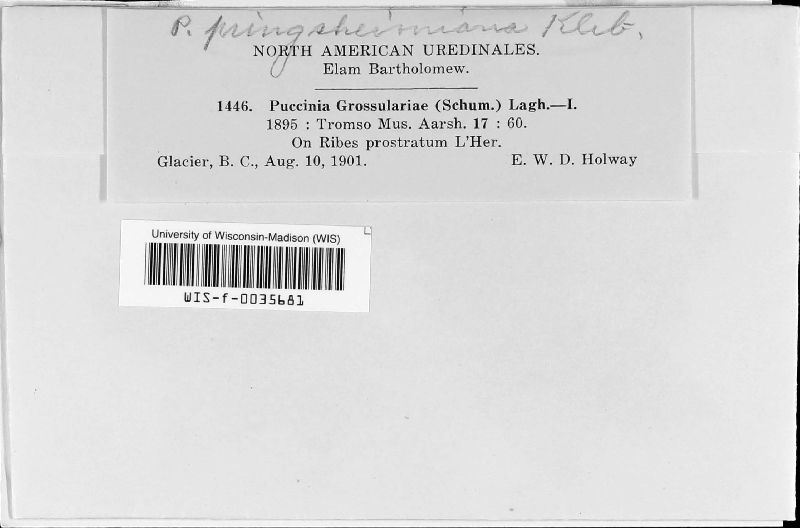 P. pringsheimiana Kleb.
NORTH AMERICAN UREDINALES.
Elam Bartholomew.
1446. Puccinia Grossulariae (Schum.) Lagh.—I.
1895 : Tromso Mus. Aarsh. 17 : 60.
On Ribes prostratum L'Her.
Glacier, B. C., Aug. 10, 1901. E. W. D. Holway
University of Wisconsin-Madison (WIS)
WIS-f-0035681